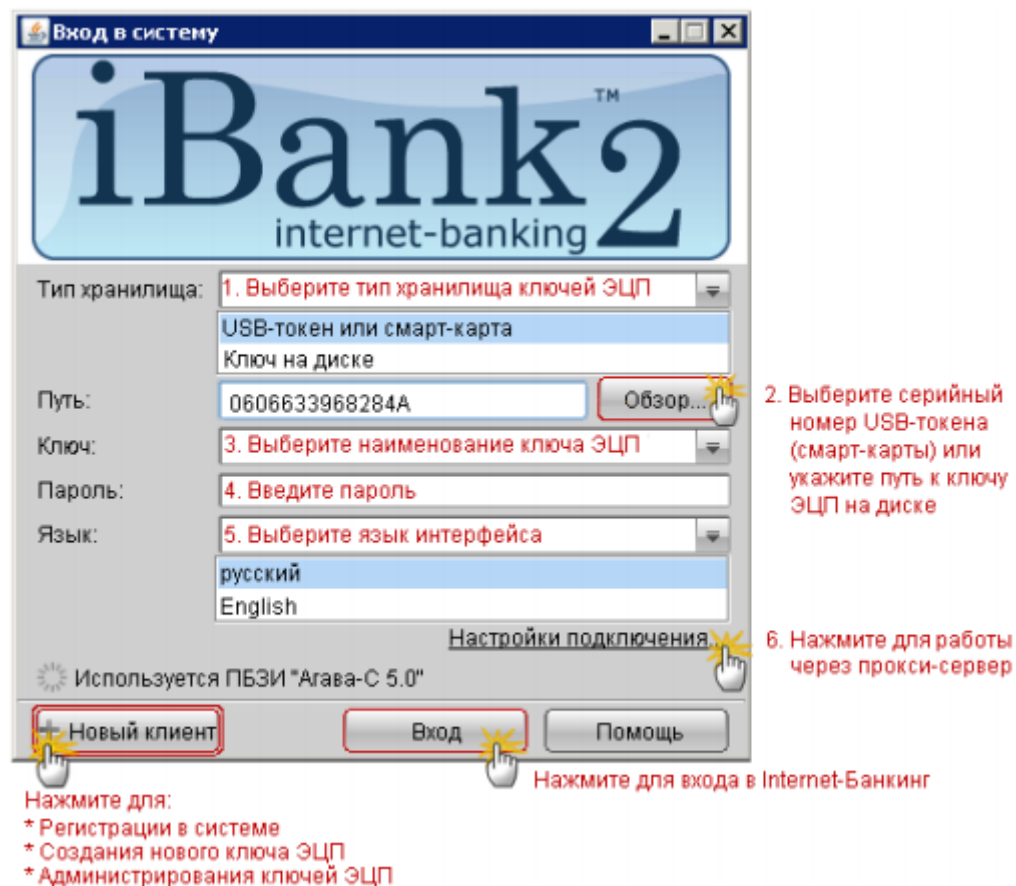 Вход в систему
iBank2 ™
internet-banking
Тип хранилища: 1. Выберите тип хранилища ключей ЭЦП
USB-токен или смарт-карта
Ключ на диске
Путь: 0606633968284A Обзор...
2. Выберите серийный
номер USB-токена
(смарт-карты) или
укажите путь к ключу
ЭЦП на диске
Ключ: 3. Выберите наименование ключа ЭЦП
Пароль: 4. Введите пароль
Язык: 5. Выберите язык интерфейса
русский
English
Настройки подключения...
6. Нажмите для работы
через прокси-сервер
Используется ПБЗИ "Агава-С 5.0"
+ Новый клиент Вход Помощь
Нажмите для входа в Internet-Банкинг
Нажмите для:
* Регистрации в системе
* Создания нового ключа ЭЦП
* Администрирования ключей ЭЦП